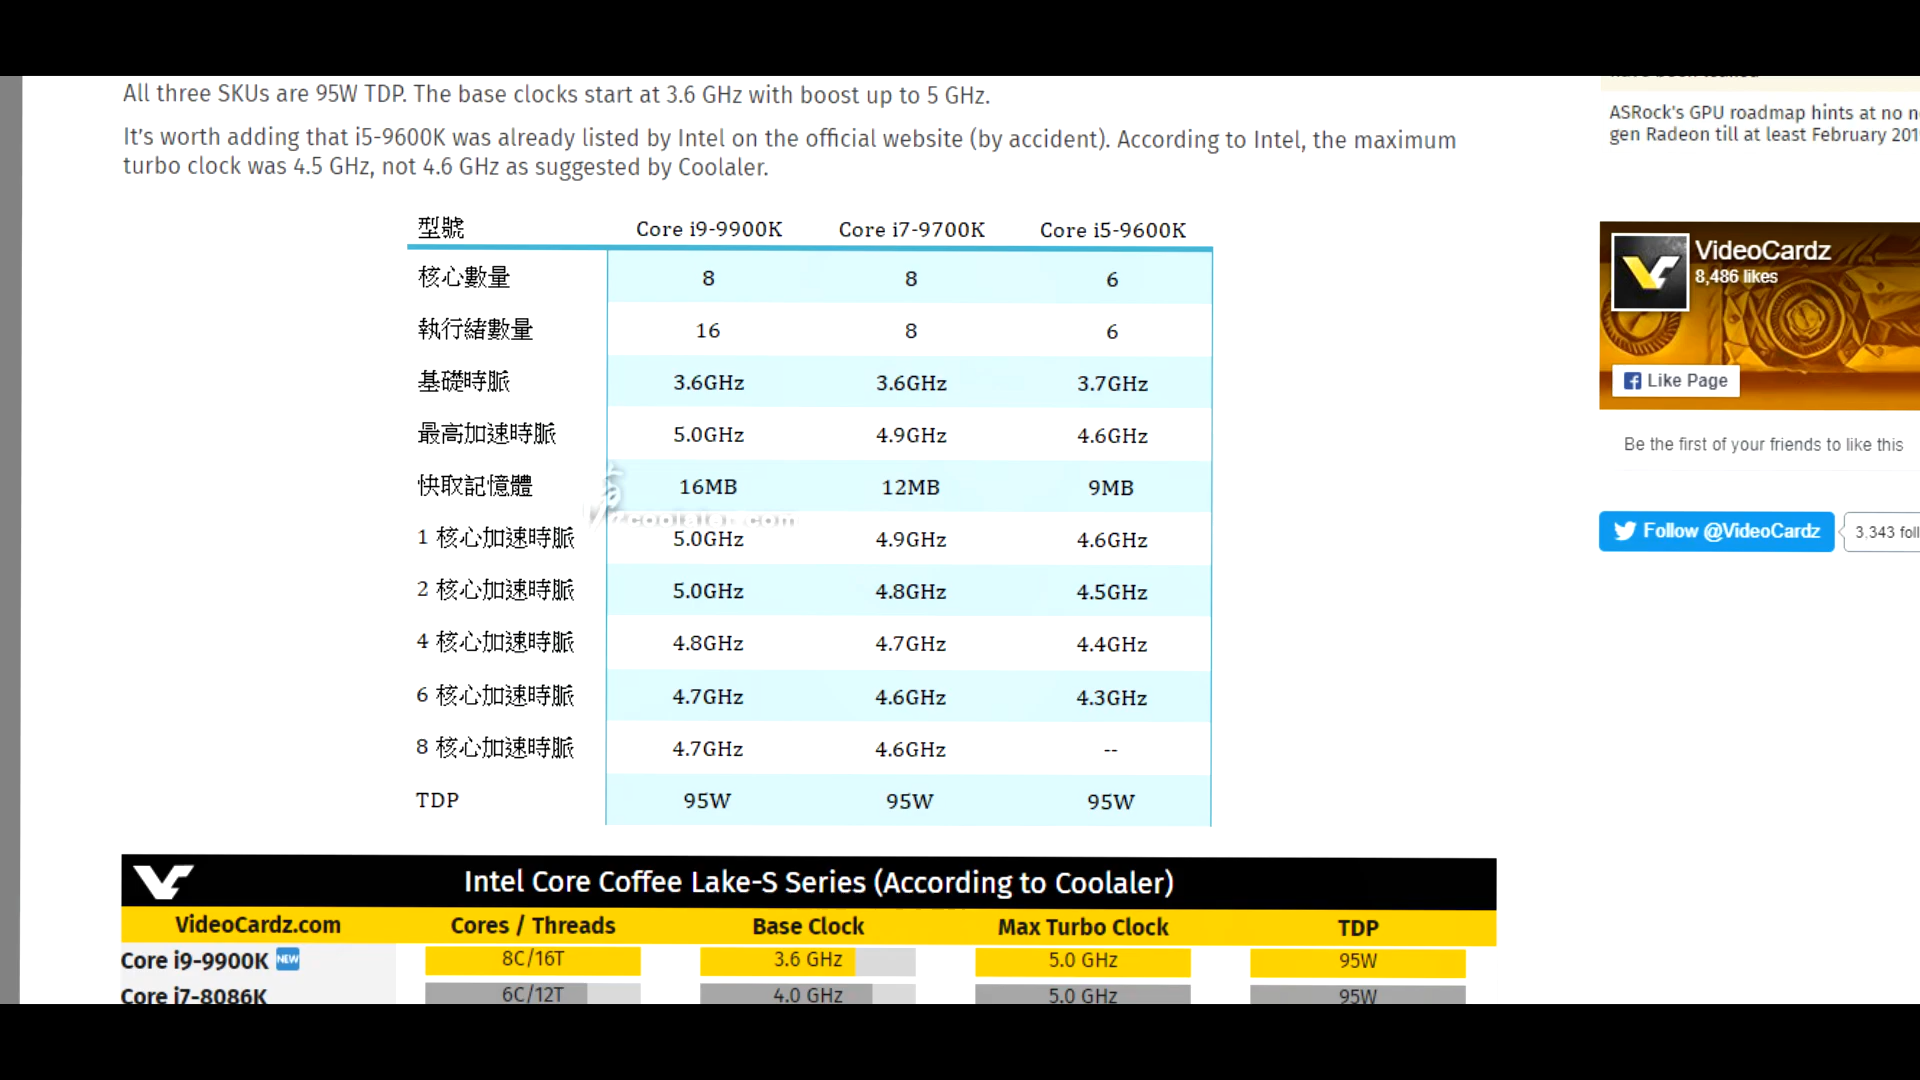 All three SKUs are 95W TDP. The base clocks start at 3.6 GHz with boost up to 5 GHz.
It's worth adding that i5-9600K was already listed by Intel on the official website (by accident). According to Intel, the maximum
turbo clock was 4.5 GHz, not 4.6 GHz as suggested by Coolaler.
型號 Core i9-9900K Core i7-9700K Core i5-9600K
核心數量 8 8 6
執行緒數量 16 8 6
基礎時脈 3.6GHz 3.6GHz 3.7GHz
最高加速時脈 5.0GHz 4.9GHz 4.6GHz
快取記憶體 16MB 12MB 9MB
coolaler.com
1 核心加速時脈 5.0GHz 4.9GHz 4.6GHz
2 核心加速時脈 5.0GHz 4.8GHz 4.5GHz
4 核心加速時脈 4.8GHz 4.7GHz 4.4GHz
6 核心加速時脈 4.7GHz 4.6GHz 4.3GHz
8 核心加速時脈 4.7GHz 4.6GHz --
TDP 95W 95W 95W
Intel Core Coffee Lake-S Series (According to Coolaler)
VideoCardz.com Cores / Threads Base Clock Max Turbo Clock TDP
Core i9-9900K NEW 8C/16T 3.6 GHz 5.0 GHz 95W
Core i7-8086K 6C/12T 4.0 GHz 5.0 GHz 95W
ASRock's GPU roadmap hints at no
gen Radeon till at least February
VideoCardz
8,486 likes
Like Page
Be the first of your friends to like this
Follow @VideoCardz 3,343